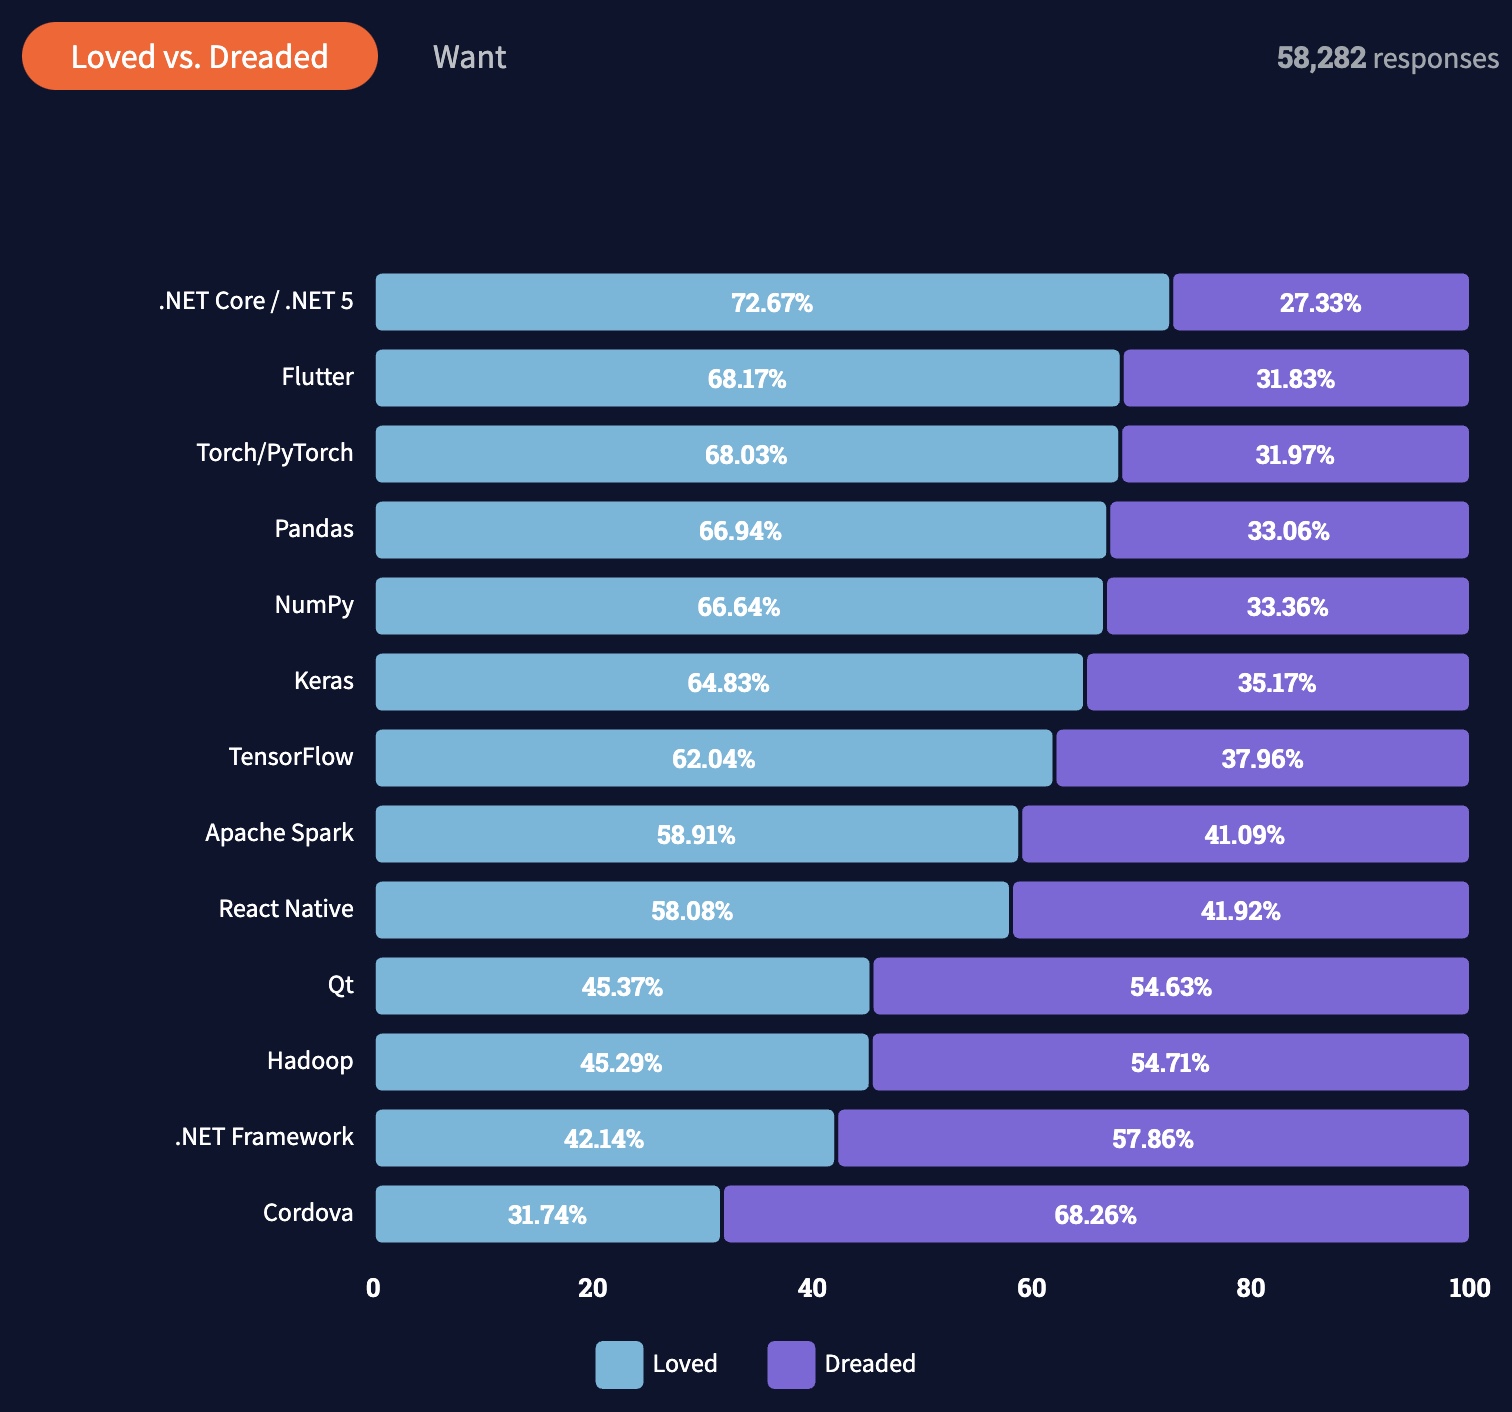 Loved vs. Dreaded Want 58,282 responses
.NET Core / .NET 5 72.67% 27.33%
Flutter 68.17% 31.83%
Torch/PyTorch 68.03% 31.97%
Pandas 66.94% 33.06%
NumPy 66.64% 33.36%
Keras 64.83% 35.17%
TensorFlow 62.04% 37.96%
Apache Spark 58.91% 41.09%
React Native 58.08% 41.92%
Qt 45.37% 54.63%
Hadoop 45.29% 54.71%
.NET Framework 42.14% 57.86%
Cordova 31.74% 68.26%
0 20 40 60 80 100
Loved Dreaded